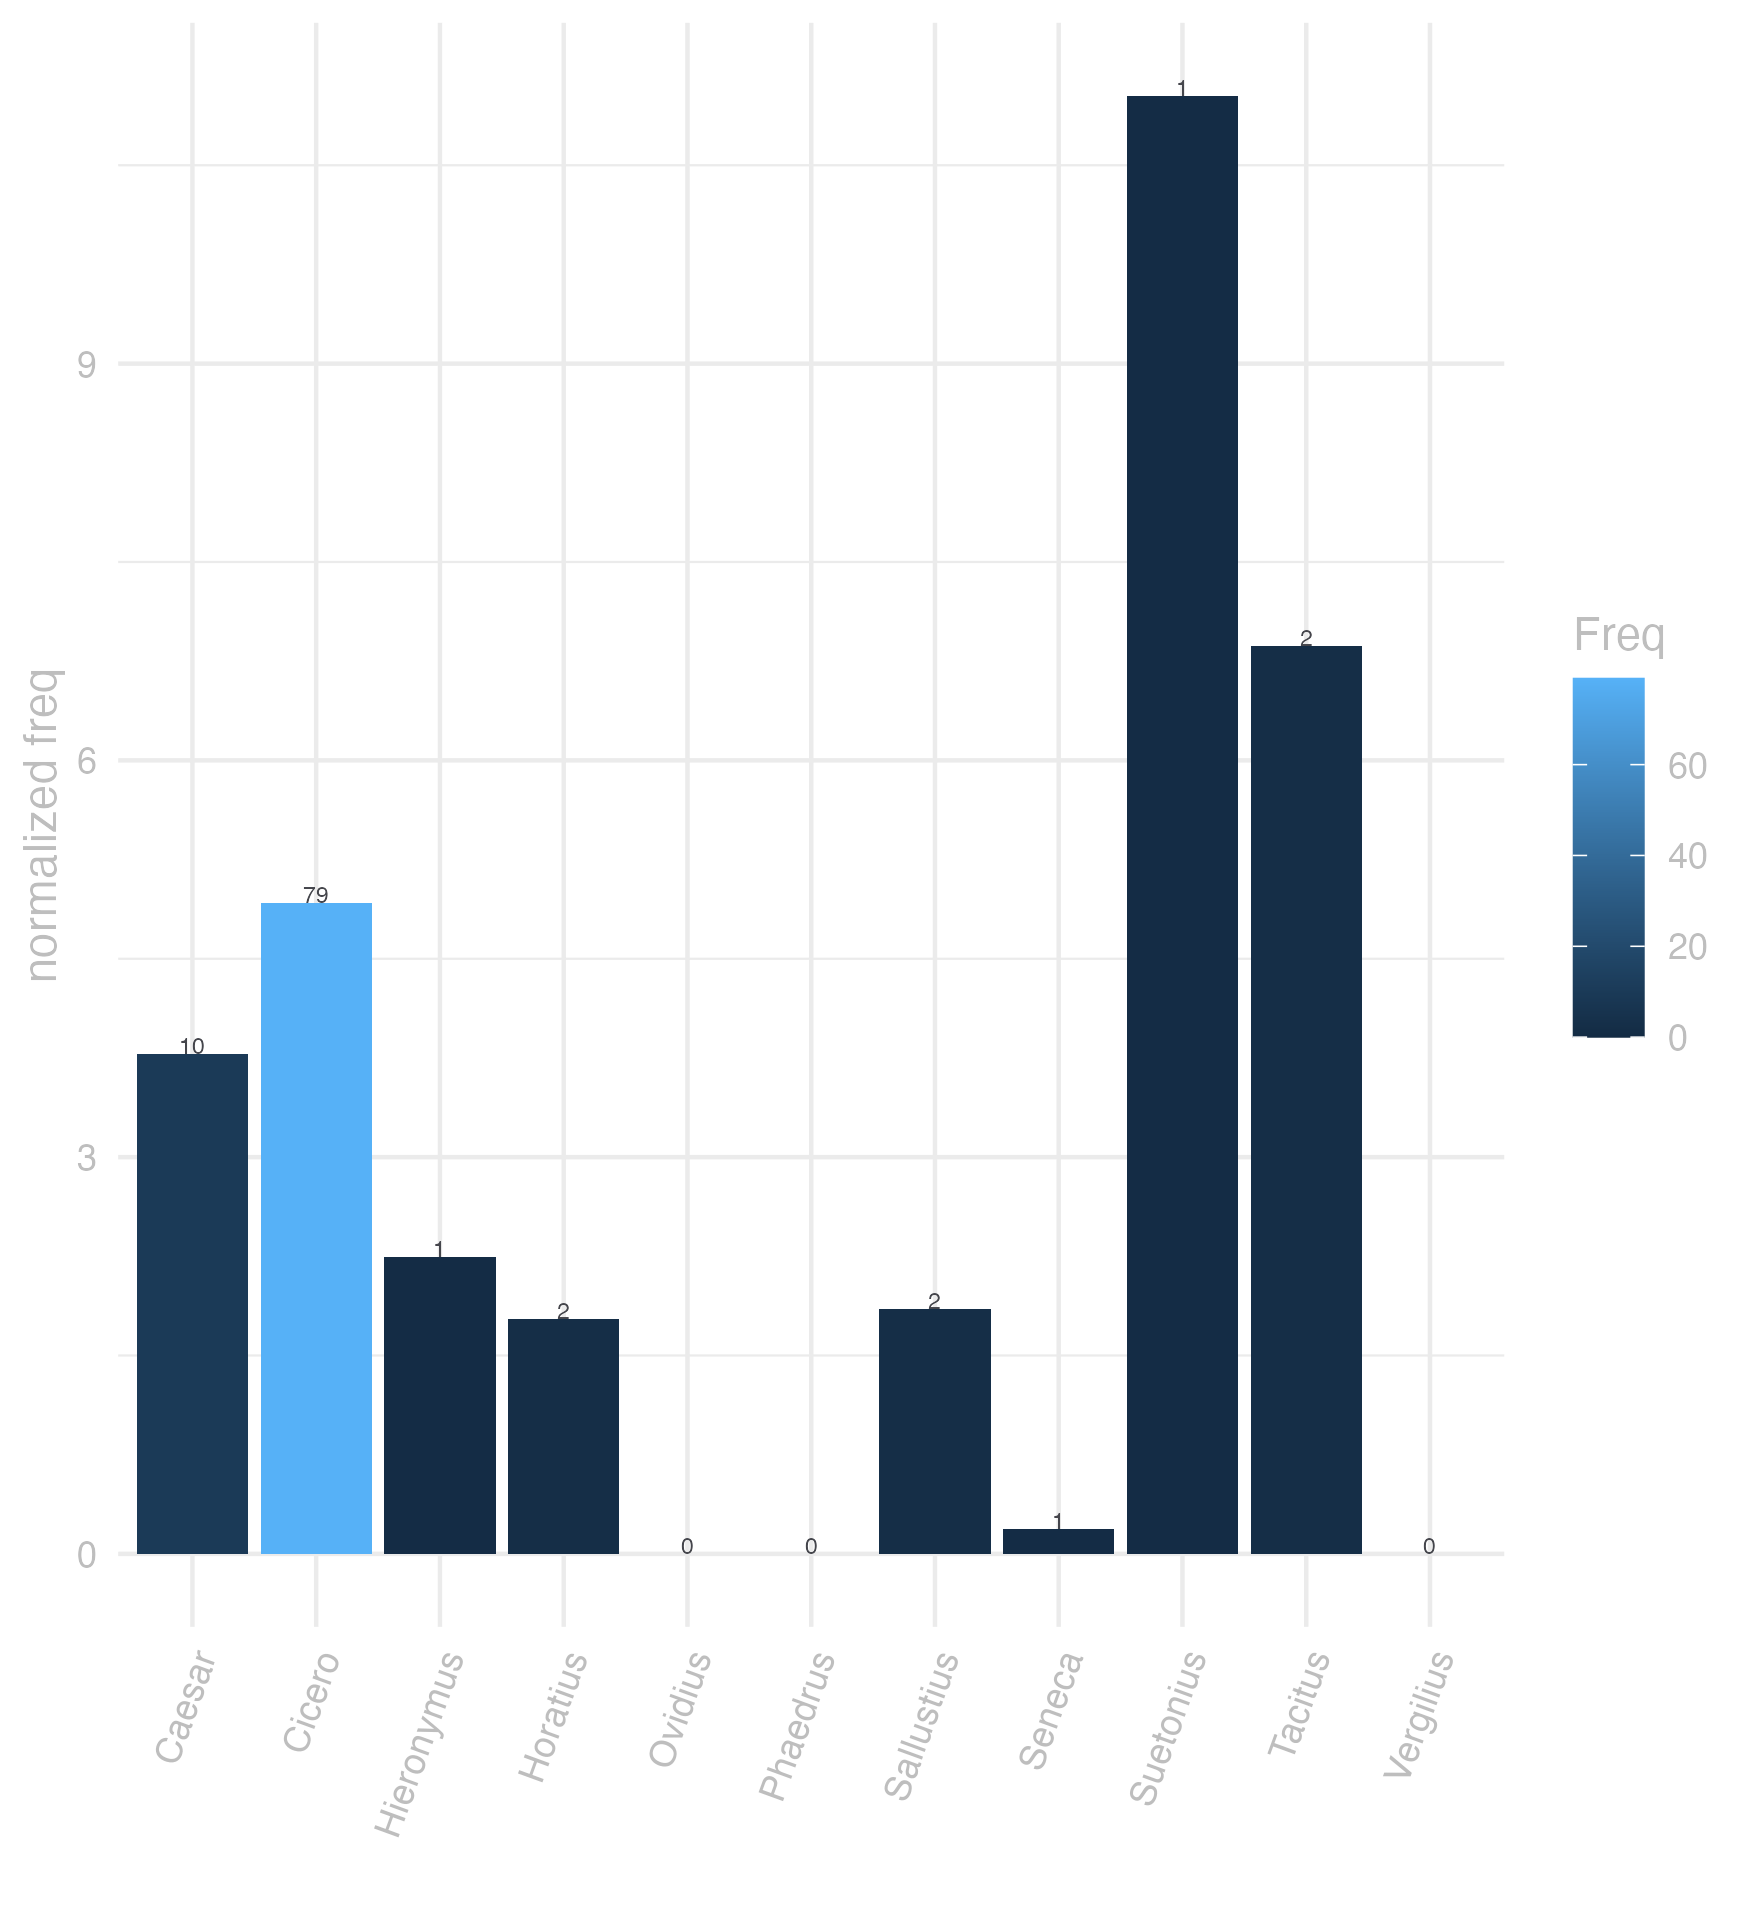 1
9
2
Freq
normalized freq
6
60
40
79
20
10
0
3
1
2
2
1
0
0
0
0
Caesar
Cicero
Hieronymus
Horatius
Ovidius
Phaedrus
Sallustius
Seneca
Suetonius
Tacitus
Vergilius